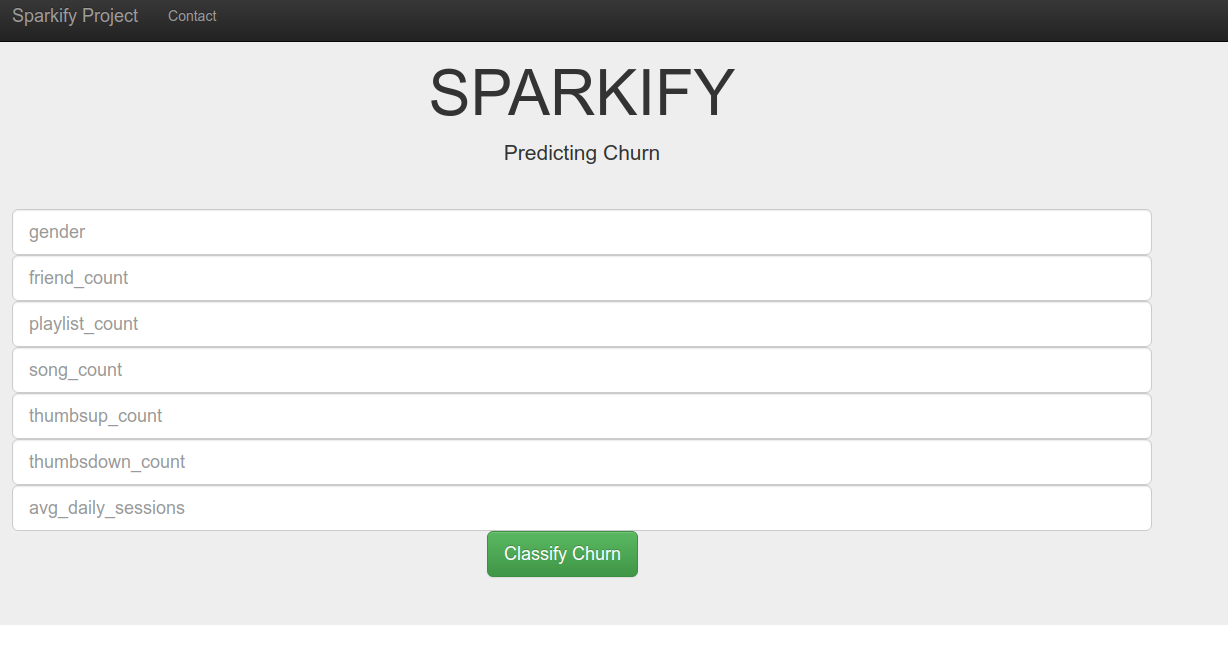 Sparkify Project Contact
SPARKIFY
Predicting Churn
gender
friend_count
playlist_count
song_count
thumbsup_count
thumbsdown_count
avg_daily_sessions
Classify Churn